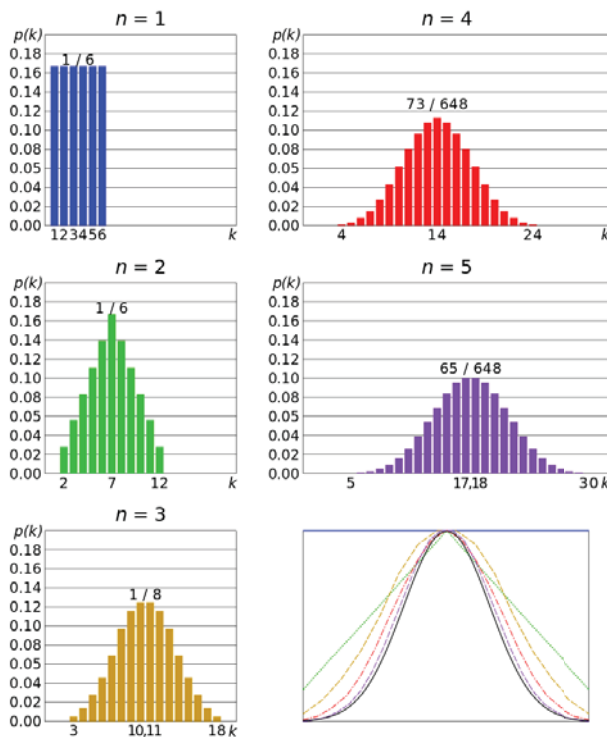 n = 1
p(k)
0.18
0.16
0.14
0.12
0.10
0.08
0.06
0.04
0.02
0.00
1 / 6
123456
k
n = 4
p(k)
0.18
0.16
0.14
0.12
0.10
0.08
0.06
0.04
0.02
0.00
73 / 648
4 14 24 k
n = 2
p(k)
0.18
0.16
0.14
0.12
0.10
0.08
0.06
0.04
0.02
0.00
1 / 6
2 7 12 k
n = 5
p(k)
0.18
0.16
0.14
0.12
0.10
0.08
0.06
0.04
0.02
0.00
65 / 648
5 17,18 30 k
n = 3
p(k)
0.18
0.16
0.14
0.12
0.10
0.08
0.06
0.04
0.02
0.00
1 / 8
3 10,11 18 k